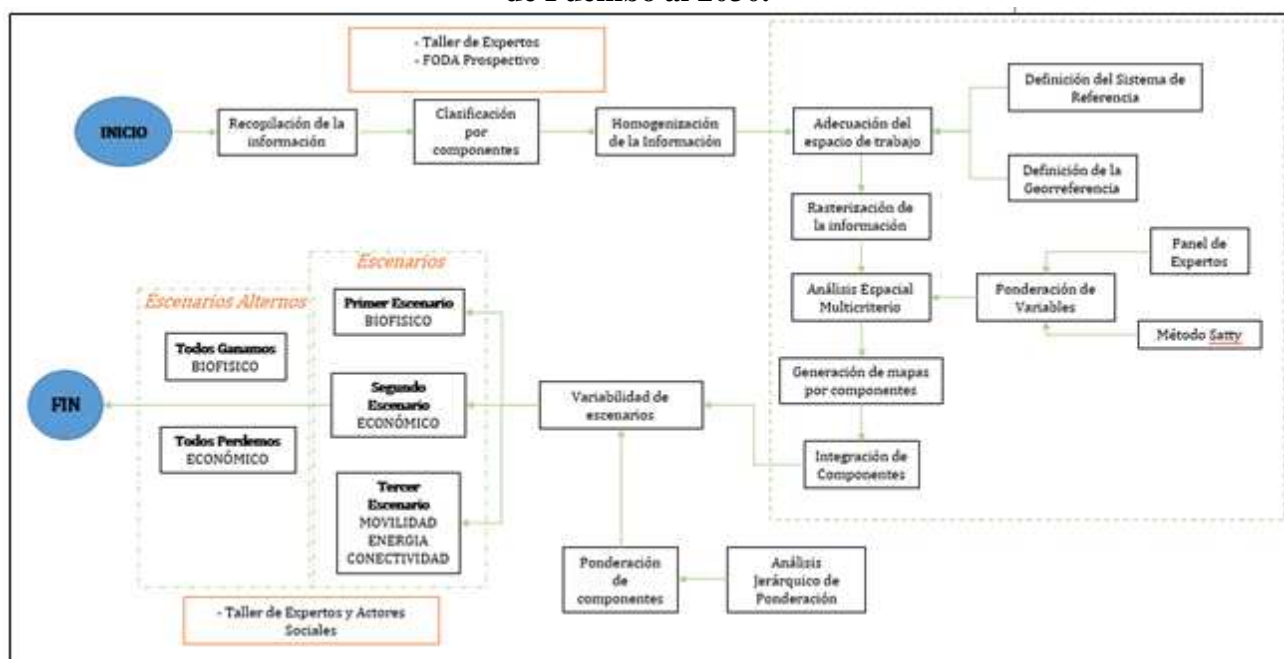 de Puembo al 2030.
- Taller de Expertos
- FODA Prospectivo
INICIO
Recopilación de la
información
Clasificación
por
componentes
Homogenización
de la Información
Adecuación del
espacio de trabajo
Definición del Sistema de
Referencia
Definición de la
Georreferencia
Rasterización de
la información
Análisis Espacial
Multicriterio
Ponderación de
Variables
Panel de
Expertos
Método Satty
Generación de mapas
por componentes
Integración de
Componentes
Variabilidad de
escenarios
Ponderación
de
componentes
Análisis
Jerárquico de
Ponderación
Escenarios
Primer Escenario
BIOFISICO
Segundo
Escenario
ECONÓMICO
Tercer
Escenario
MOVILIDAD
ENERGIA
CONECTIVIDAD
Escenarios Alternos
Todos Ganamos
BIOFISICO
Todos Perdemos
ECONÓMICO
FIN
- Taller de Expertos y Actores
Sociales